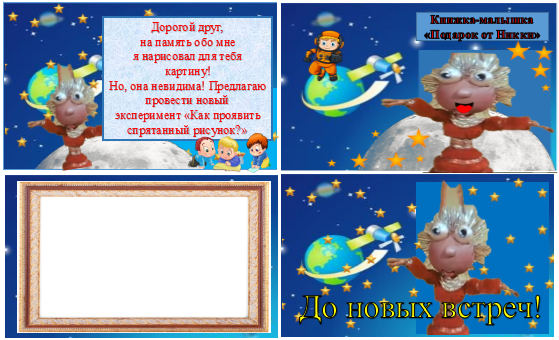 Дорогой друг,
на память обо мне
я нарисовал для тебя
картину!
Но, она невидима! Предлагаю
провести новый
эксперимент «Как проявить
спрятанный рисунок?»
Книжка-малышка
«Подарок от Никки»
До новых встреч!